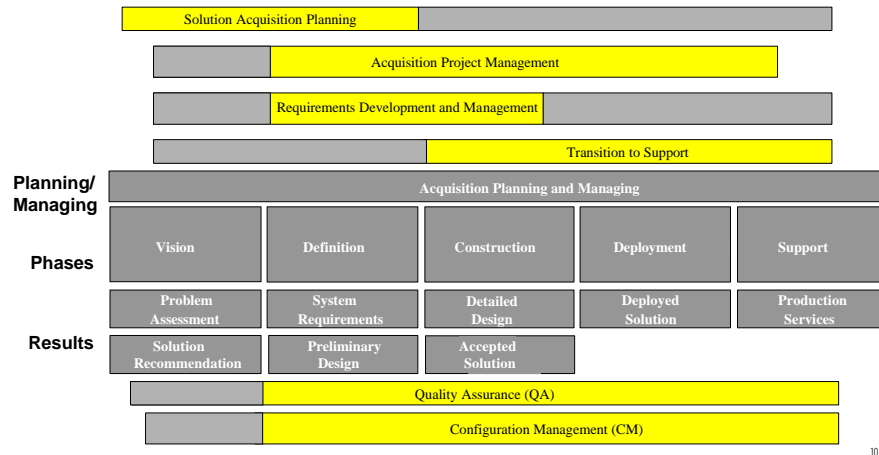 Solution Acquisition Planning
Acquisition Project Management
Requirements Development and Management
Transition to Support
Planning/
Managing
Acquisition Planning and Managing
Phases
Vision
Definition
Construction
Deployment
Support
Results
Problem
Assessment
System
Requirements
Detailed
Design
Deployed
Solution
Production
Services
Solution
Recommendation
Preliminary
Design
Accepted
Solution
Quality Assurance (QA)
Configuration Management (CM)
10